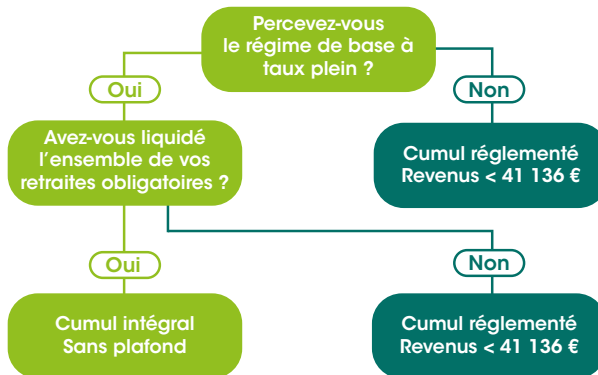 Percevez-vous
le régime de base à
taux plein ?
Oui
Non
Avez-vous liquidé
l'ensemble de vos
retraites obligatoires ?
Cumul réglementé
Revenus < 41 136 €
Oui
Non
Cumul intégral
Sans plafond
Cumul réglementé
Revenus < 41 136 €